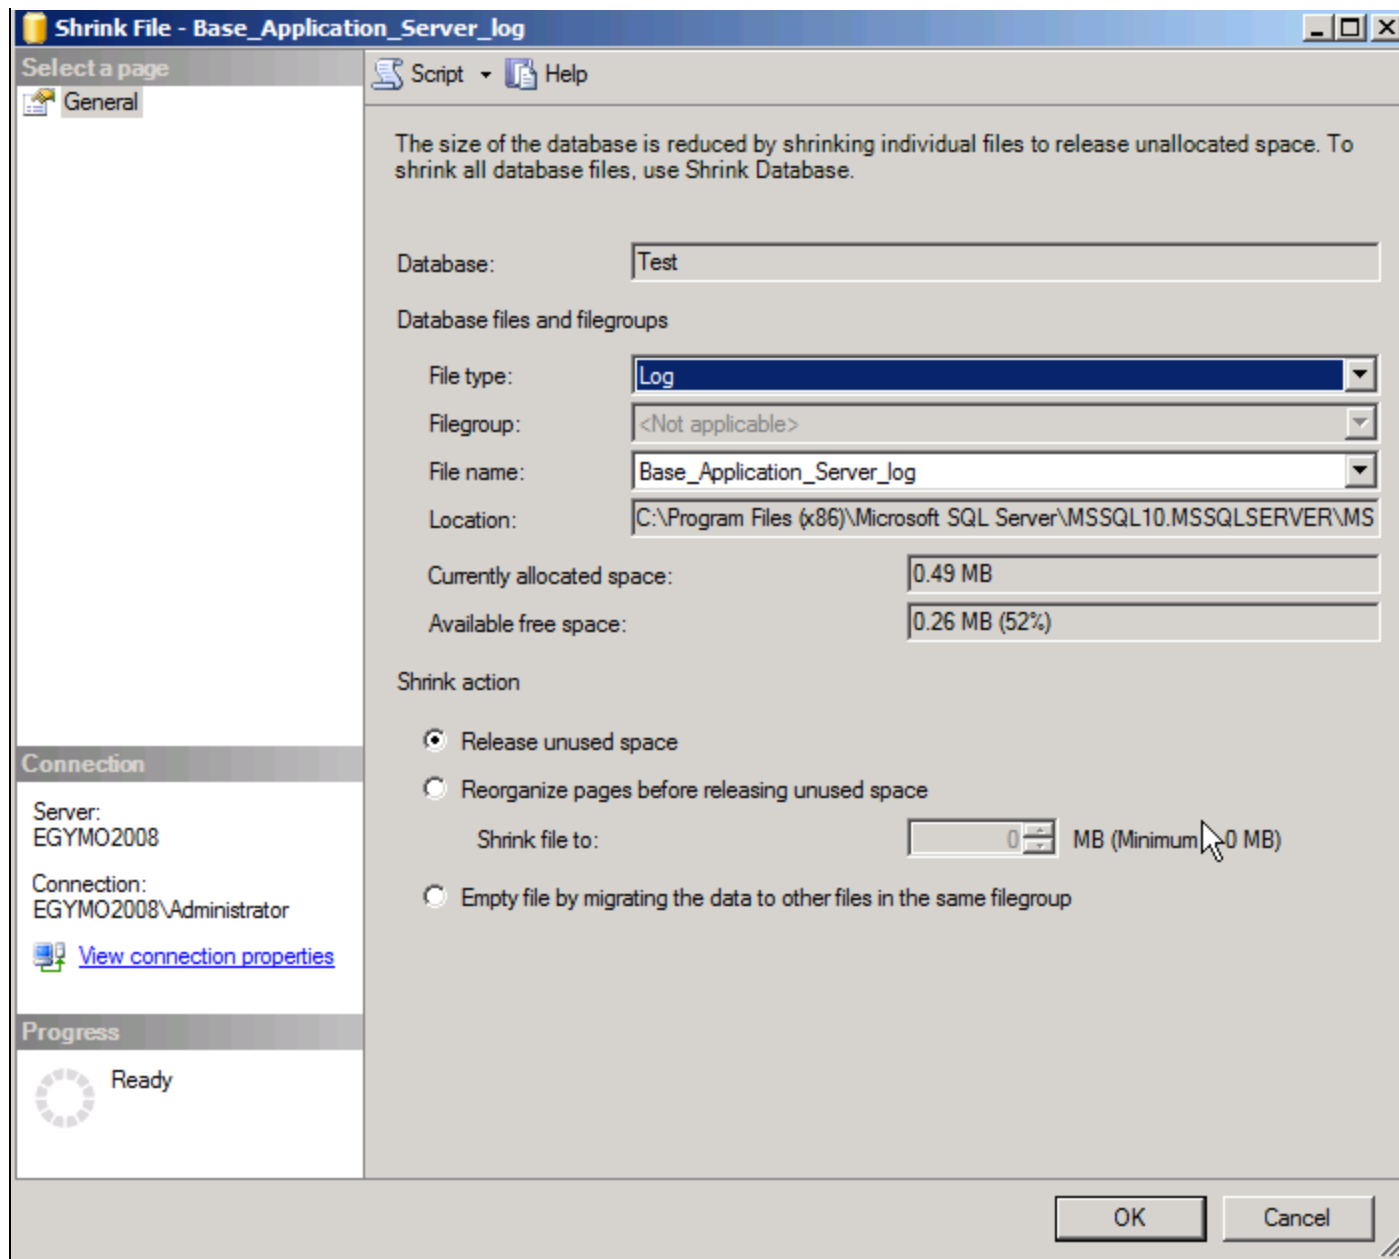 Shrink File - Base_Application_Server_log
Select a page
General
Script
Help
The size of the database is reduced by shrinking individual files to release unallocated space. To
shrink all database files, use Shrink Database.
Database:
Test
Database files and filegroups
File type:
Log
Filegroup:
<Not applicable>
File name:
Base_Application_Server_log
Location:
C:\Program Files (x86)\Microsoft SQL Server\MSSQL10.MSSQLSERVER\MS
Currently allocated space:
0.49 MB
Available free space:
0.26 MB (52%)
Shrink action
Release unused space
Reorganize pages before releasing unused space
Shrink file to:
0
MB (Minimum 0 MB)
Empty file by migrating the data to other files in the same filegroup
Connection
Server:
EGYMO2008
Connection:
EGYMO2008\Administrator
View connection properties
Progress
Ready
OK
Cancel